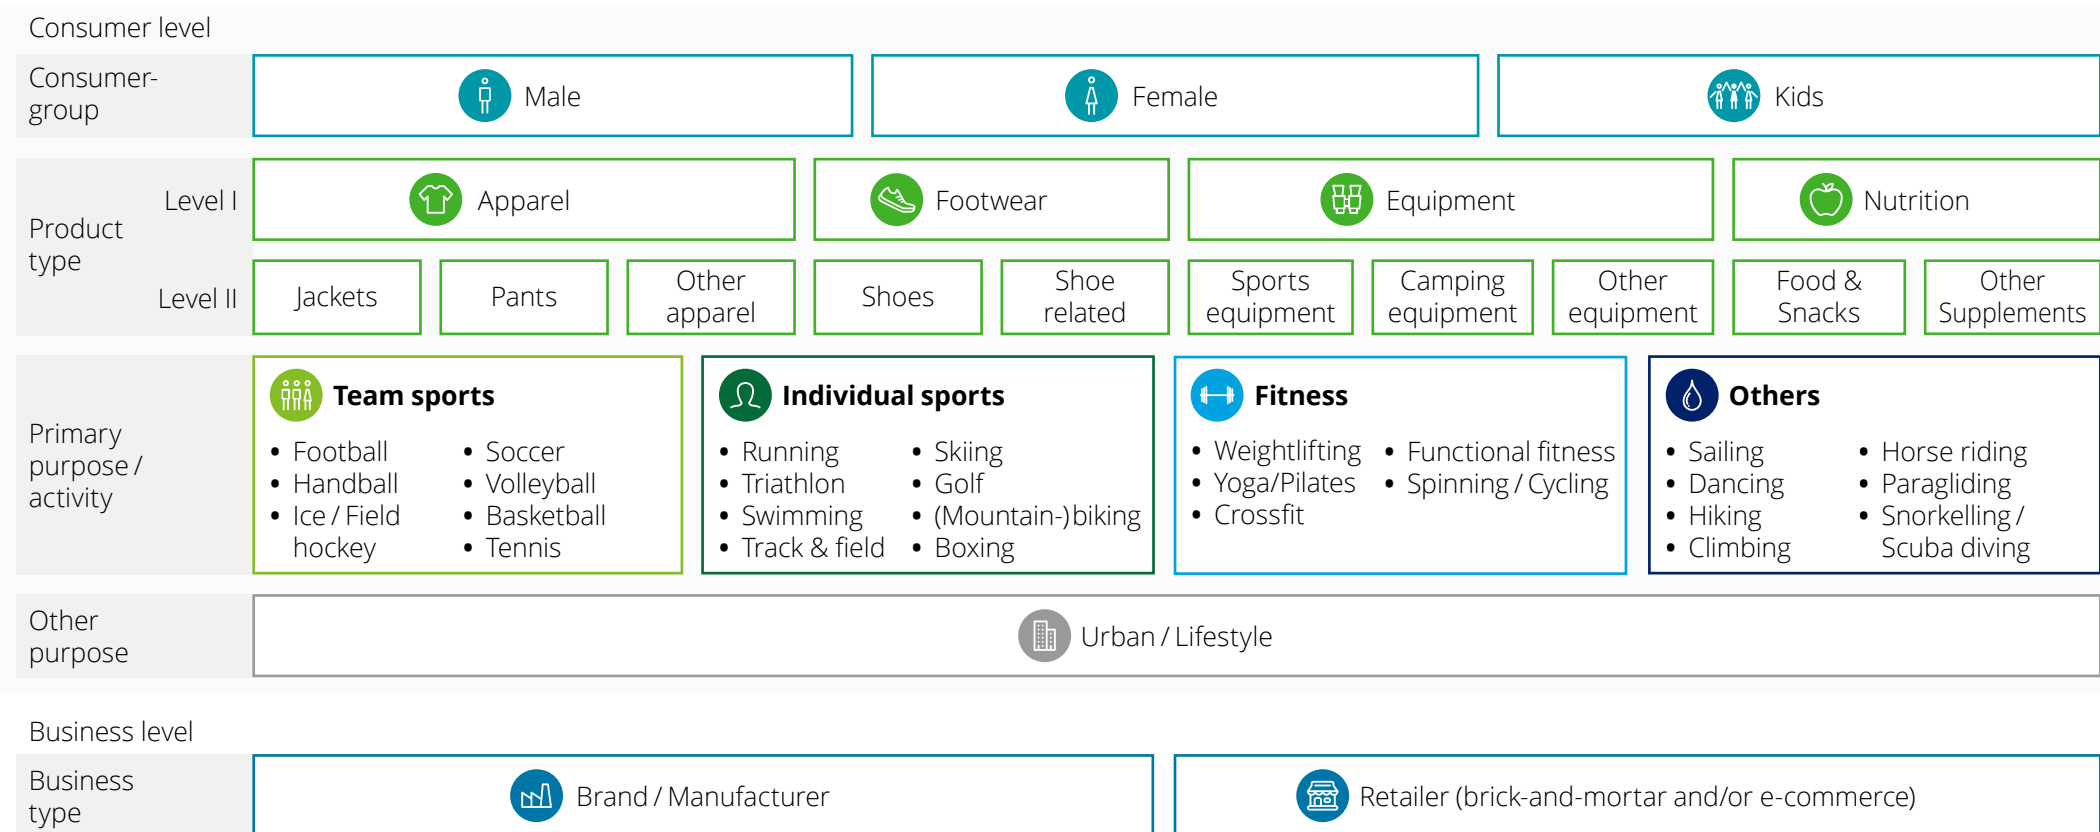 Consumer level
Consumer-
group
Male
Female
Kids
Product
type
Level I
Apparel
Footwear
Equipment
Nutrition
Level II
Jackets
Pants
Other
apparel
Shoes
Shoe
related
Sports
equipment
Camping
equipment
Other
equipment
Food &
Snacks
Other
Supplements
Primary
purpose /
activity
Team sports
• Football
• Handball
• Ice / Field
hockey
• Soccer
• Volleyball
• Basketball
• Tennis
Individual sports
• Running
• Triathlon
• Swimming
• Track & field
• Skiing
• Golf
• (Mountain-) biking
• Boxing
Fitness
• Weightlifting
• Yoga/Pilates
• Crossfit
• Functional fitness
• Spinning / Cycling
Others
• Sailing
• Dancing
• Hiking
• Climbing
• Horse riding
• Paragliding
• Snorkelling /
Scuba diving
Other
purpose
Urban / Lifestyle
Business level
Business
type
Brand / Manufacturer
Retailer (brick-and-mortar and/or e-commerce)